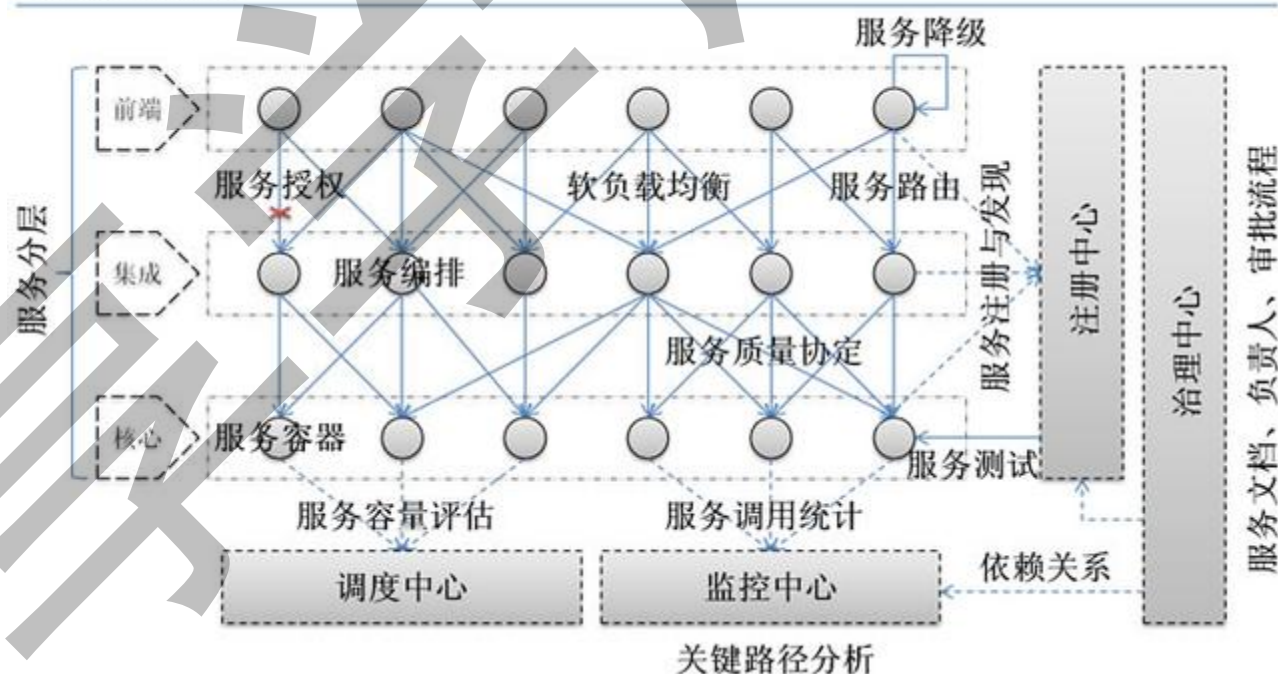 服务降级
前端
服务授权
软负载均衡
服务路由
服务分层
集成
服务编排
服务注册与发现
注册中心
治理中心
服务文档、负责人、审批流程
服务质量协定
核心
服务容器
服务测试
服务容量评估
服务调用统计
调度中心
监控中心
依赖关系
关键路径分析